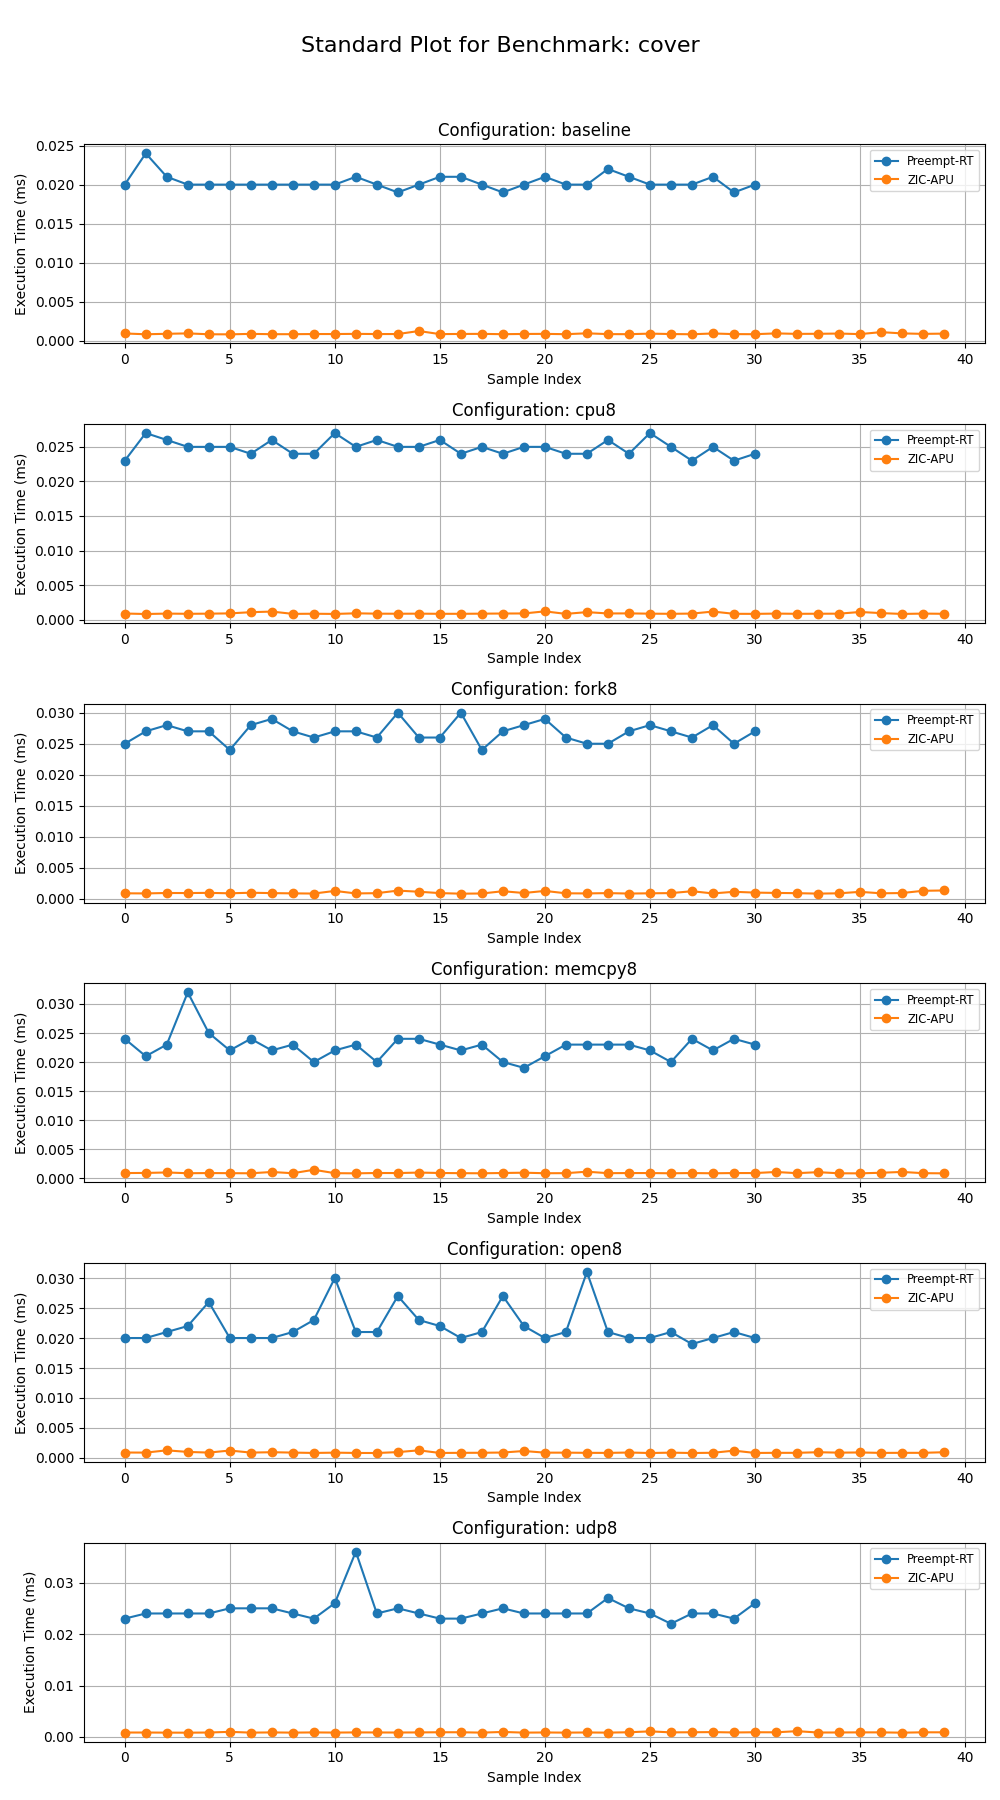 Standard Plot for Benchmark: cover
Configuration: baseline
Execution Time (ms)
0.025
0.020
0.015
0.010
0.005
0.000
Preempt-RT
ZIC-APU
0 5 10 15 20 25 30 35 40
Sample Index
Configuration: cpu8
Execution Time (ms)
0.025
0.020
0.015
0.010
0.005
0.000
Preempt-RT
ZIC-APU
0 5 10 15 20 25 30 35 40
Sample Index
Configuration: fork8
Execution Time (ms)
0.030
0.025
0.020
0.015
0.010
0.005
0.000
Preempt-RT
ZIC-APU
0 5 10 15 20 25 30 35 40
Sample Index
Configuration: memcpy8
Execution Time (ms)
0.030
0.025
0.020
0.015
0.010
0.005
0.000
Preempt-RT
ZIC-APU
0 5 10 15 20 25 30 35 40
Sample Index
Configuration: open8
Execution Time (ms)
0.030
0.025
0.020
0.015
0.010
0.005
0.000
Preempt-RT
ZIC-APU
0 5 10 15 20 25 30 35 40
Sample Index
Configuration: udp8
Execution Time (ms)
0.03
0.02
0.01
0.00
Preempt-RT
ZIC-APU
0 5 10 15 20 25 30 35 40
Sample Index